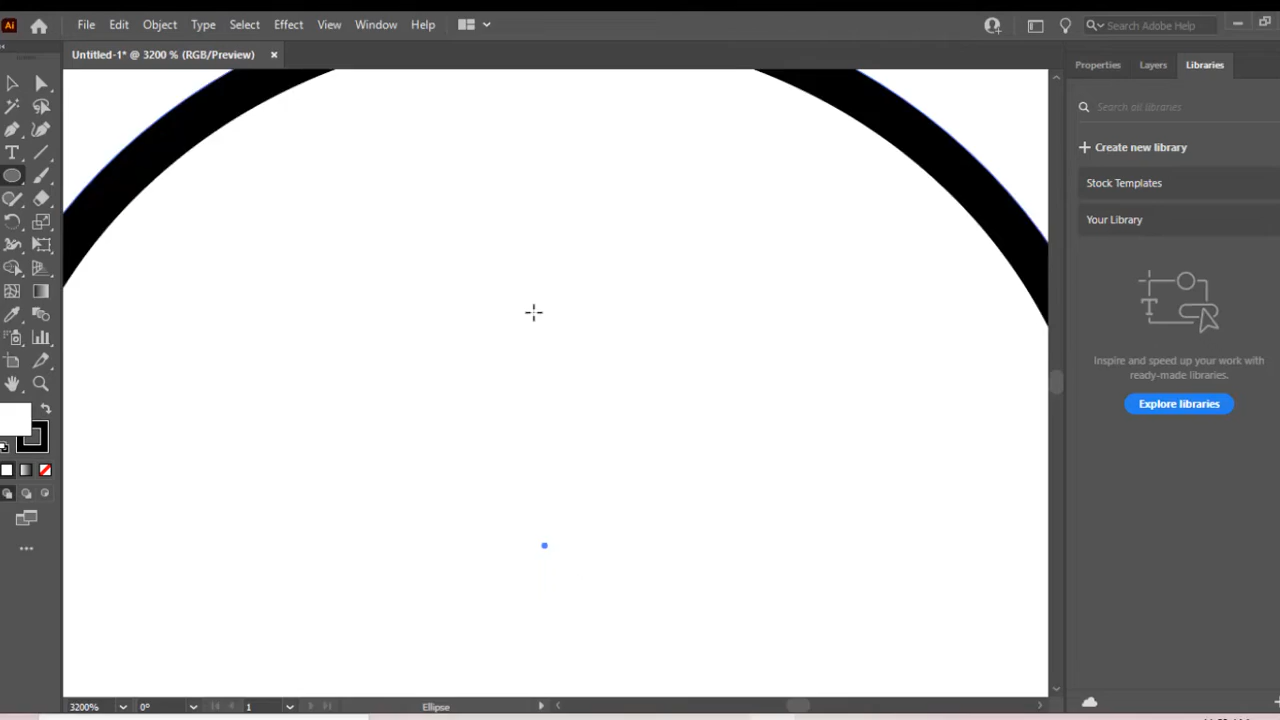 Ai File Edit Object Type Select Effect View Window Help Search Adobe Help
Untitled-1* @ 3200 % (RGB/Preview)
Properties Layers Libraries
Search all libraries
Create new library
Stock Templates
Your Library
Inspire and speed up your work with
ready-made libraries.
Explore libraries
3200% 0° 1 Ellipse